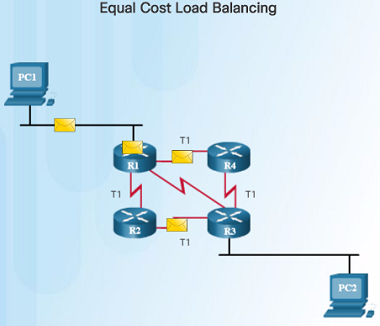 Equal Cost Load Balancing
PC1
T1
R1
R4
T1
T1
R2
R3
T1
PC2